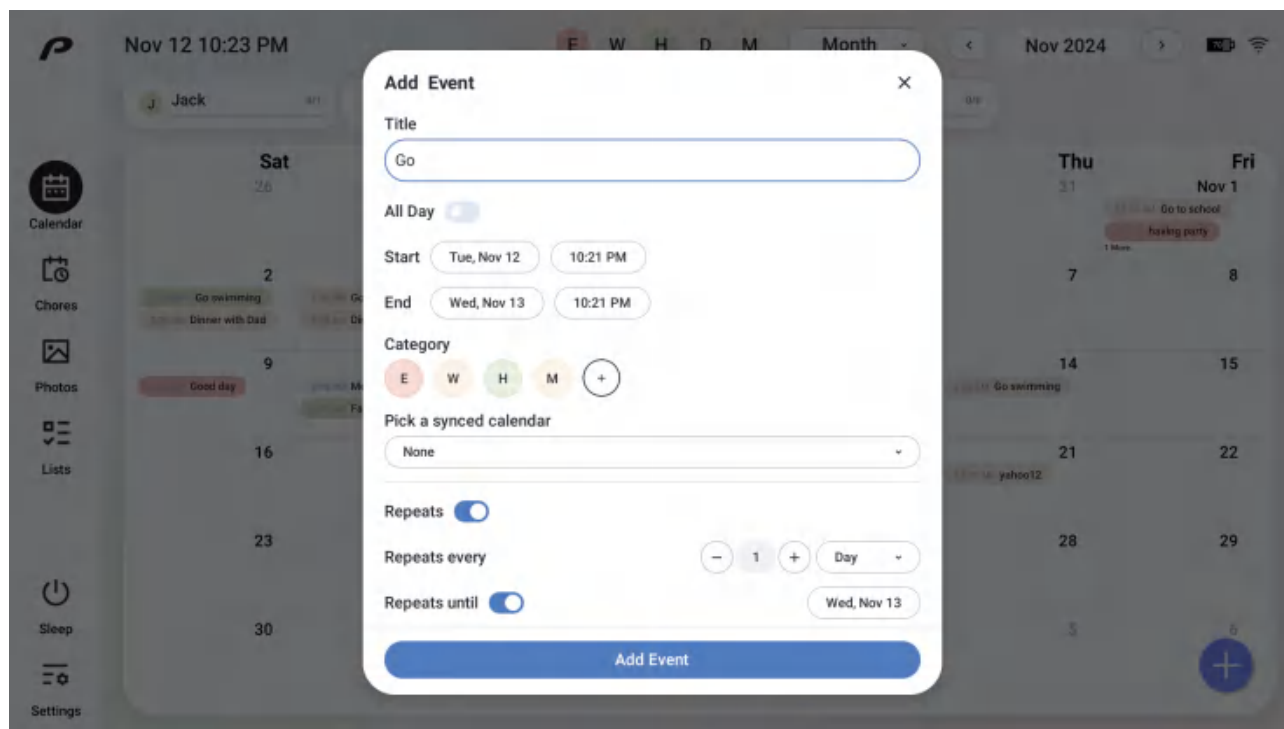 Nov 12 10:23 PM
E W H D M
Month
Nov 2024
J Jack
Sat
Thu
Fri
26
31
Nov 1
Go to school
having party
1 More
2
7
8
Go swimming
Go
Dinner with Dad
9
14
15
Good day
Go swimming
16
21
22
yahoo12
23
28
29
30
5
6
Calendar
Chores
Photos
Lists
Sleep
Settings
Add Event
Title
Go
All Day
Start Tue, Nov 12 10:21 PM
End Wed, Nov 13 10:21 PM
Category
E W H M +
Pick a synced calendar
None
Repeats
Repeats every − 1 + Day
Repeats until Wed, Nov 13
Add Event